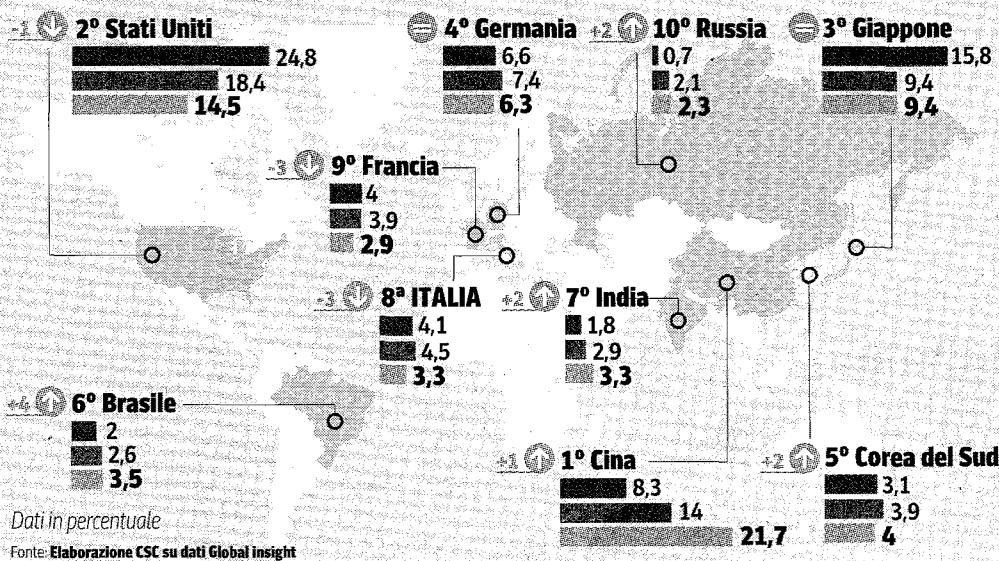 -1 2° Stati Uniti
24,8
18,4
14,5
4° Germania
6,6
7,4
6,3
+2 10° Russia
0,7
2,1
2,3
3° Giappone
15,8
9,4
9,4
-3 9° Francia
4
3,9
2,9
-3 8ª ITALIA
4,1
4,5
3,3
+2 7° India
1,8
2,9
3,3
+4 6° Brasile
2
2,6
3,5
+1 1° Cina
8,3
14
21,7
+2 5° Corea del Sud
3,1
3,9
4
Dati in percentuale
Fonte: Elaborazione CSC su dati Global insight